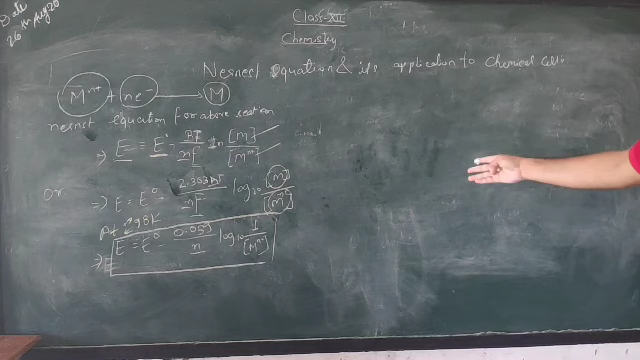 Date
26th Aug 20
Class-XII
Chemistry
Nernst Equation & its application to Chemical cells
Mⁿ⁺ + ne⁻ → M
nernst equation for above section
⇒ E = E° - RT/nF ln [M]/[Mⁿ⁺]
Or
⇒ E = E° - 2.303RT/nF log₁₀ [M]/[Mⁿ⁺]
At 298K
⇒ E = E° - 0.059/n log₁₀ 1/[Mⁿ⁺]
E